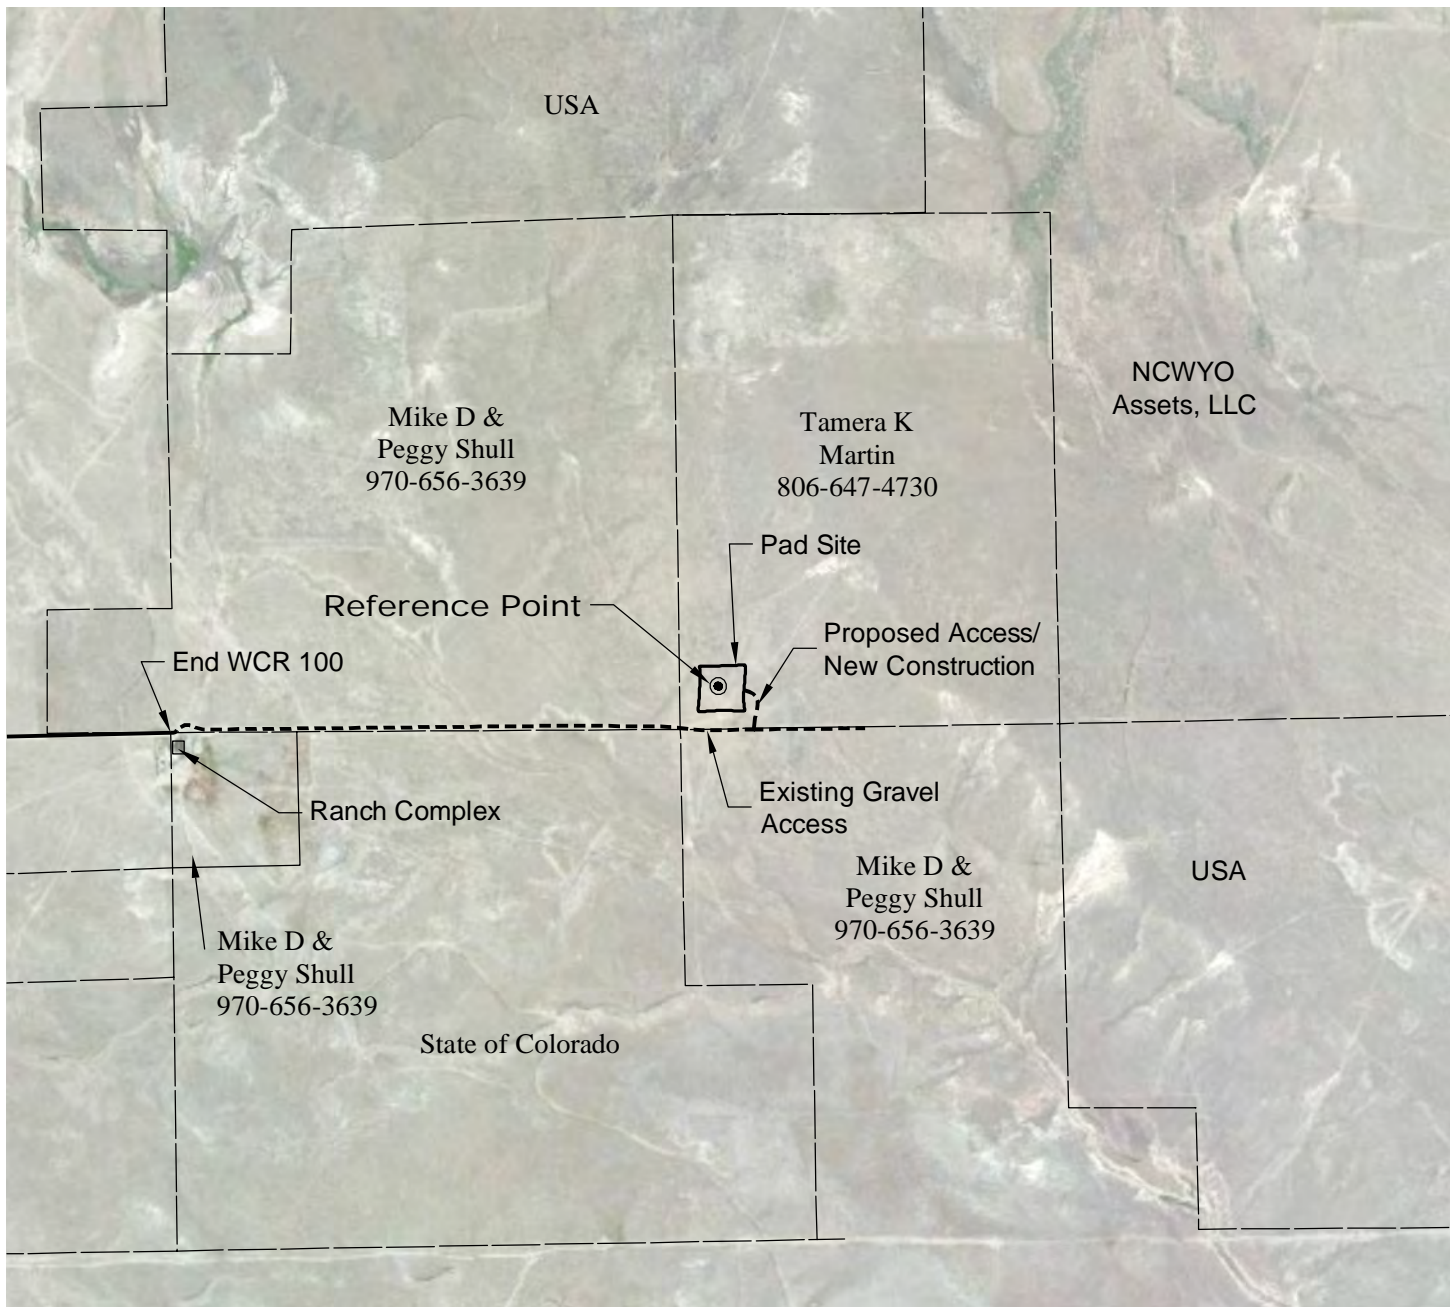 USA
NCWYO
Assets, LLC
Mike D &
Peggy Shull
970-656-3639
Tamera K
Martin
806-647-4730
Pad Site
Reference Point
Proposed Access/
New Construction
End WCR 100
Existing Gravel
Access
Ranch Complex
Mike D &
Peggy Shull
970-656-3639
USA
Mike D &
Peggy Shull
970-656-3639
State of Colorado